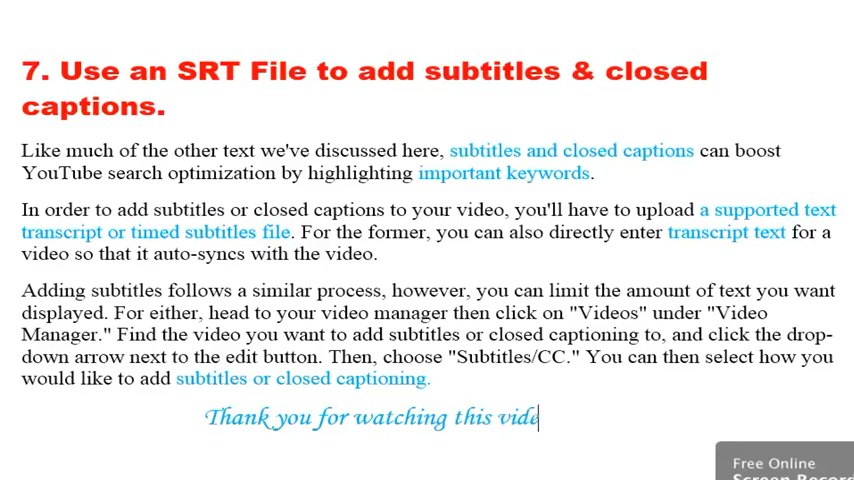 7. Use an SRT File to add subtitles & closed
captions.
Like much of the other text we've discussed here, subtitles and closed captions can boost
YouTube search optimization by highlighting important keywords.
In order to add subtitles or closed captions to your video, you'll have to upload a supported text
transcript or timed subtitles file. For the former, you can also directly enter transcript text for a
video so that it auto-syncs with the video.
Adding subtitles follows a similar process, however, you can limit the amount of text you want
displayed. For either, head to your video manager then click on "Videos" under "Video
Manager." Find the video you want to add subtitles or closed captioning to, and click the drop-
down arrow next to the edit button. Then, choose "Subtitles/CC." You can then select how you
would like to add subtitles or closed captioning.
Thank you for watching this vide
Free Online
Screen Record